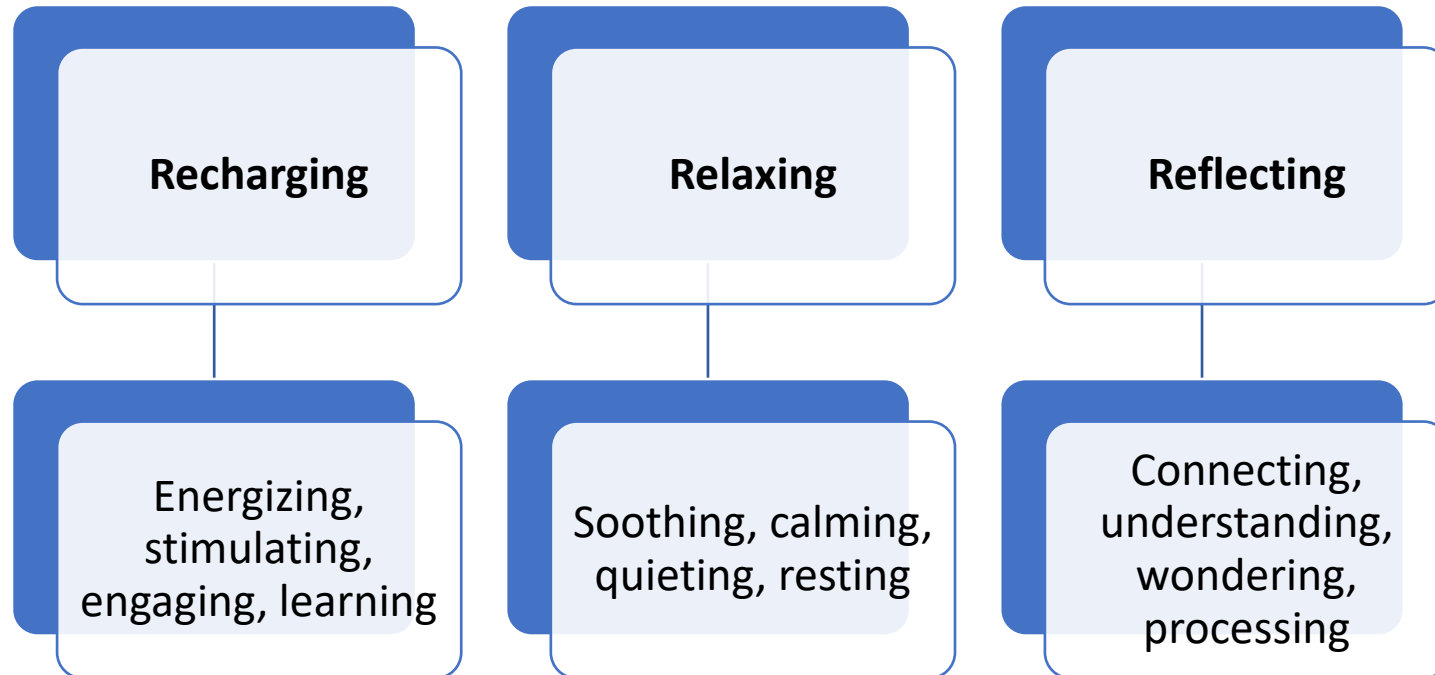 Recharging
Relaxing
Reflecting
Energizing,
stimulating,
engaging, learning
Soothing, calming,
quieting, resting
Connecting,
understanding,
wondering,
processing